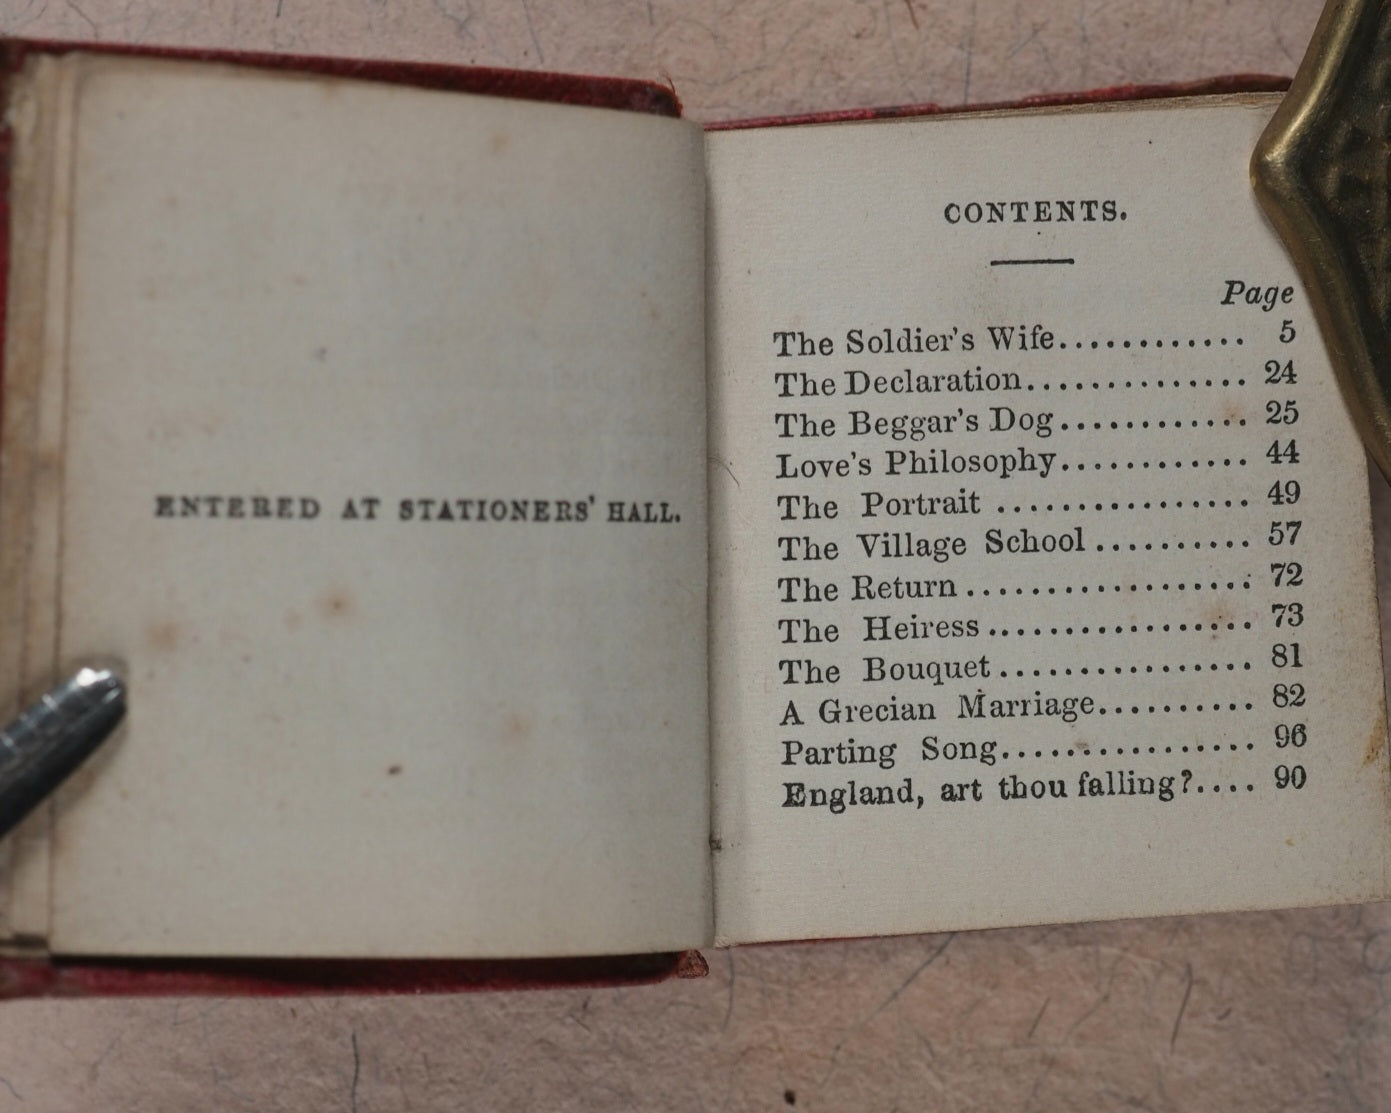 ENTERED AT STATIONERS' HALL.
CONTENTS.
Page
The Soldier's Wife............ 5
The Declaration.............. 24
The Beggar's Dog............ 25
Love's Philosophy............ 44
The Portrait ................ 49
The Village School .......... 57
The Return .................. 72
The Heiress ................. 73
The Bouquet................ 81
A Grecian Marriage.......... 82
Parting Song................ 96
England, art thou falling?.... 90